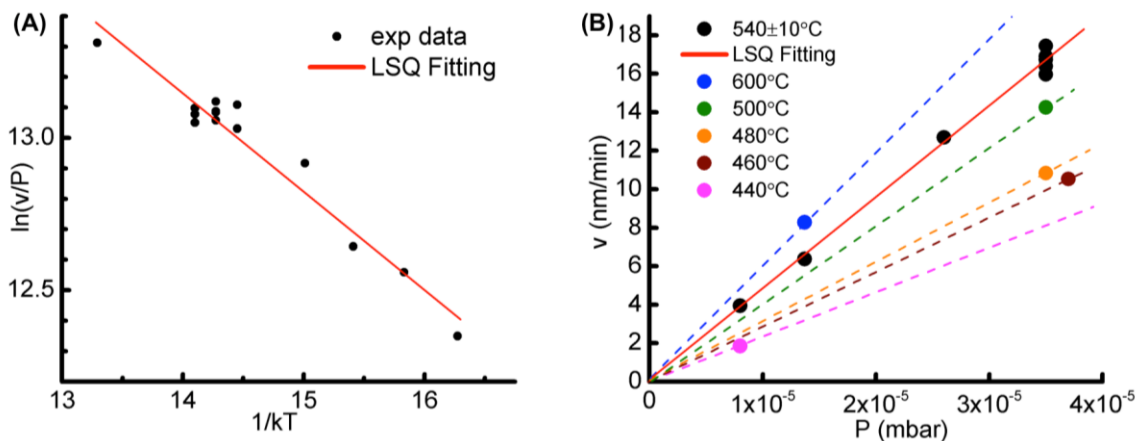 (A)
exp data
LSQ Fitting
ln(v/P)
13.0
12.5
13
14
15
16
1/kT
(B)
540±10°C
LSQ Fitting
600°C
500°C
480°C
460°C
440°C
v (nm/min)
18
16
14
12
10
8
6
4
2
0
0
1x10⁻⁵
2x10⁻⁵
3x10⁻⁵
4x10⁻⁵
P (mbar)